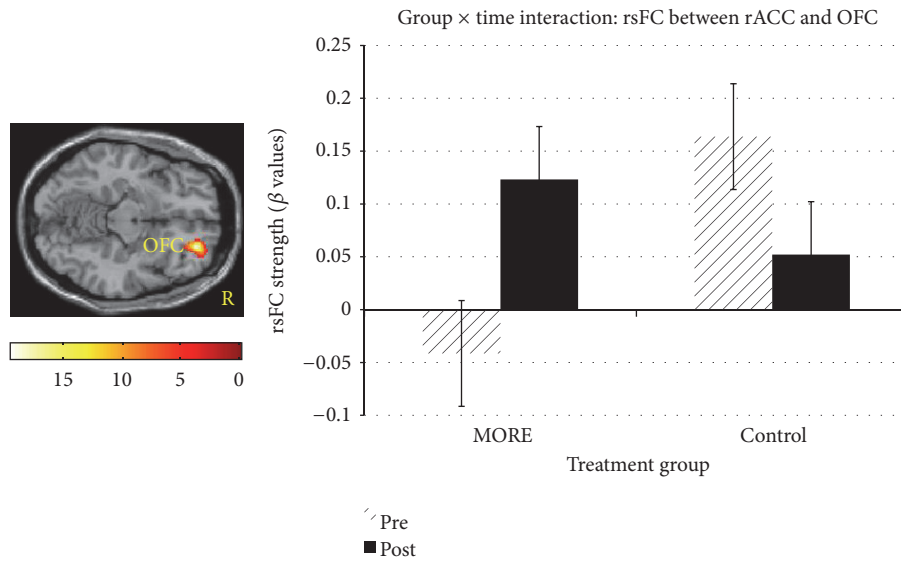 Group × time interaction: rsFC between rACC and OFC
OFC
R
15 10 5 0
rsFC strength (β values)
0.25
0.2
0.15
0.1
0.05
0
−0.05
−0.1
MORE Control
Treatment group
Pre
Post